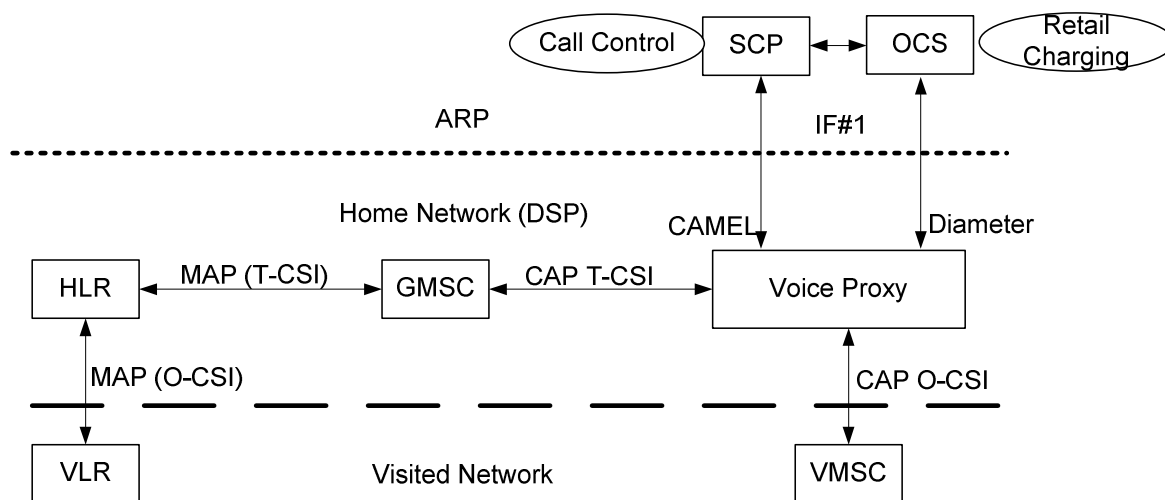 Call Control
SCP
OCS
Retail
Charging
ARP
IF#1
Home Network (DSP)
CAMEL
Diameter
HLR
MAP (T-CSI)
GMSC
CAP T-CSI
Voice Proxy
MAP (O-CSI)
CAP O-CSI
VLR
Visited Network
VMSC